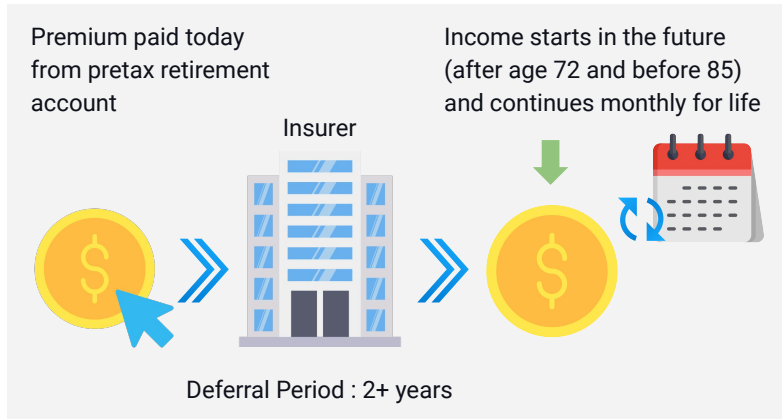 Premium paid today
from pretax retirement
account
Income starts in the future
(after age 72 and before 85)
and continues monthly for life
Insurer
$
$
Deferral Period : 2+ years